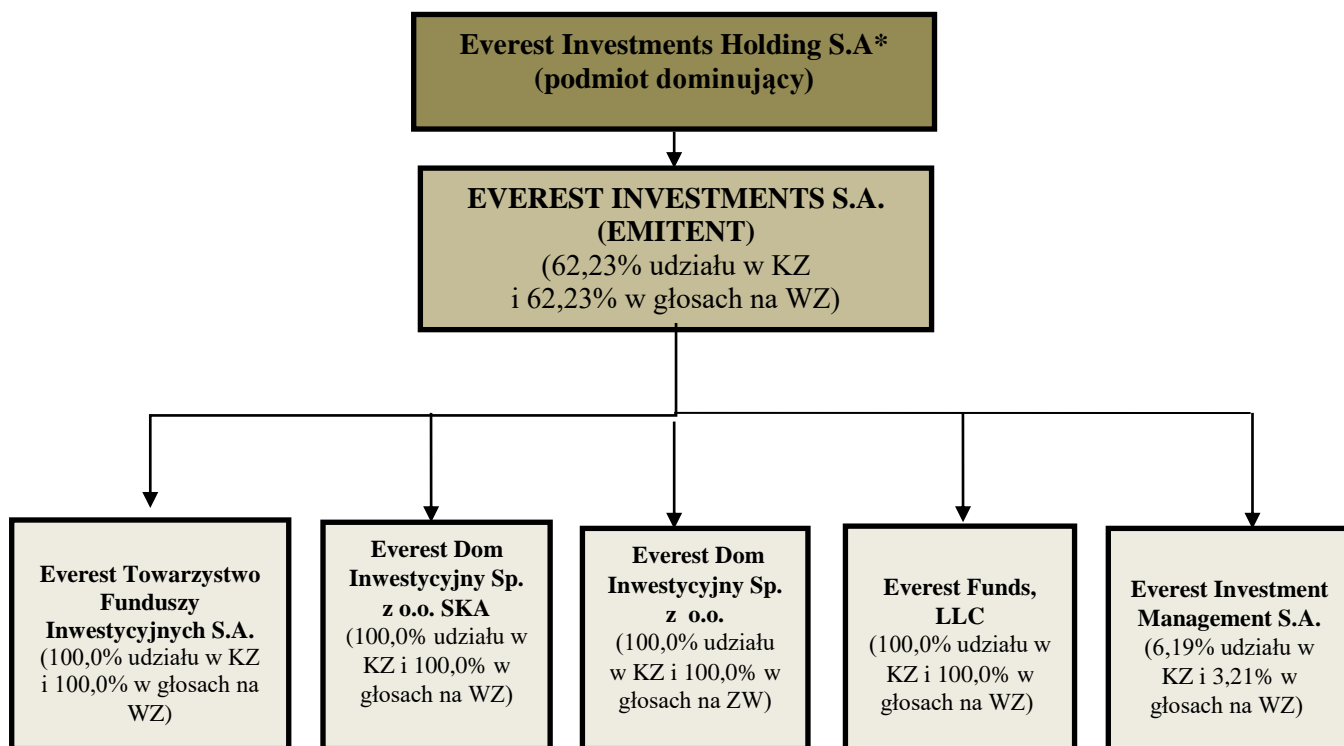 Everest Investments Holding S.A*
(podmiot dominujący)
EVEREST INVESTMENTS S.A.
(EMITENT)
(62,23% udziału w KZ
i 62,23% w głosach na WZ)
Everest Towarzystwo
Funduszy
Inwestycyjnych S.A.
(100,0% udziału w KZ
i 100,0% w głosach na
WZ)
Everest Dom
Inwestycyjny Sp.
z o.o. SKA
(100,0% udziału w
KZ i 100,0% w
głosach na WZ)
Everest Dom
Inwestycyjny Sp.
z o.o.
(100,0% udziału
w KZ i 100,0% w
głosach na ZW)
Everest Funds,
LLC
(100,0% udziału w
KZ i 100,0% w
głosach na WZ)
Everest Investment
Management S.A.
(6,19% udziału w
KZ i 3,21% w
głosach na WZ)